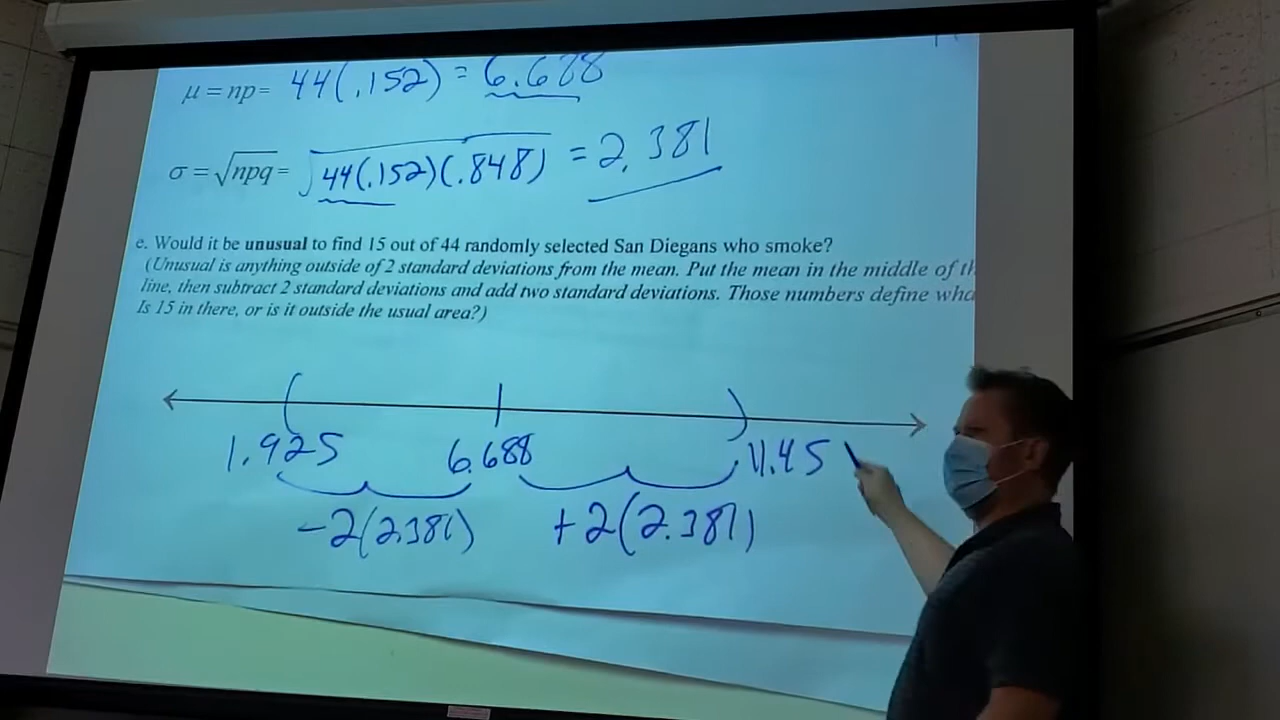 μ = np = 44(.152) = 6.688
σ = √npq = √44(.152)(.848) = 2.381
e. Would it be unusual to find 15 out of 44 randomly selected San Diegans who smoke?
(Unusual is anything outside of 2 standard deviations from the mean. Put the mean in the middle of th
line, then subtract 2 standard deviations and add two standard deviations. Those numbers define wha
Is 15 in there, or is it outside the usual area?)
1.925 6.688 11.45
-2(2.381) +2(2.381)